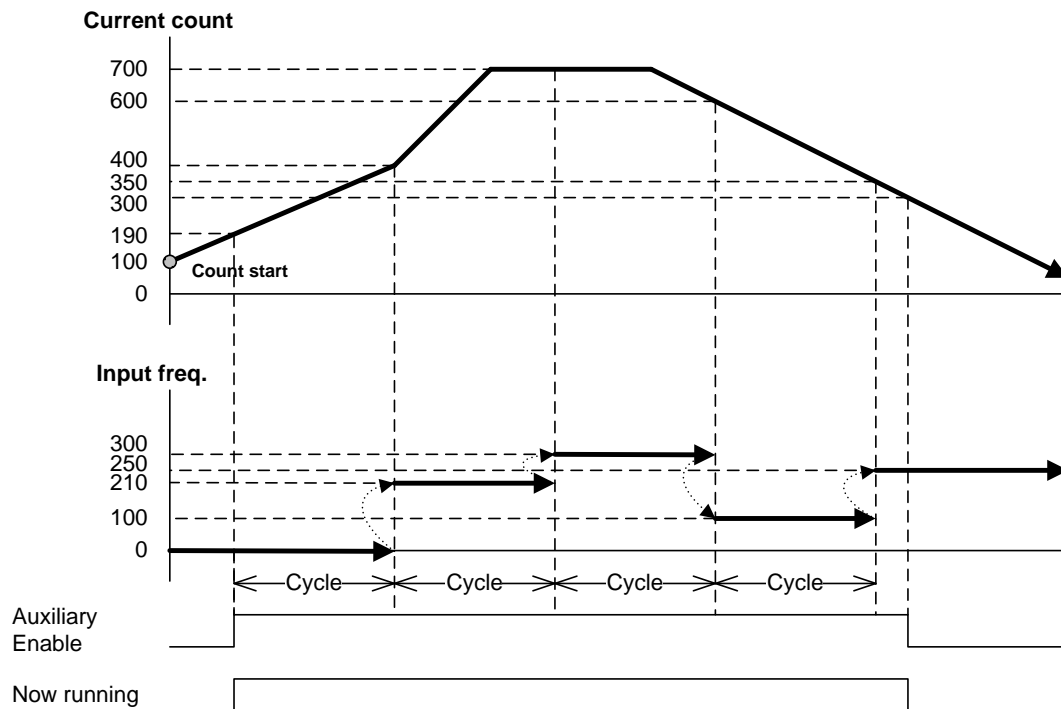 Current count
700
600
400
350
300
190
100
Count start
0
Input freq.
300
250
210
100
0
Cycle Cycle Cycle Cycle
Auxiliary
Enable
Now running